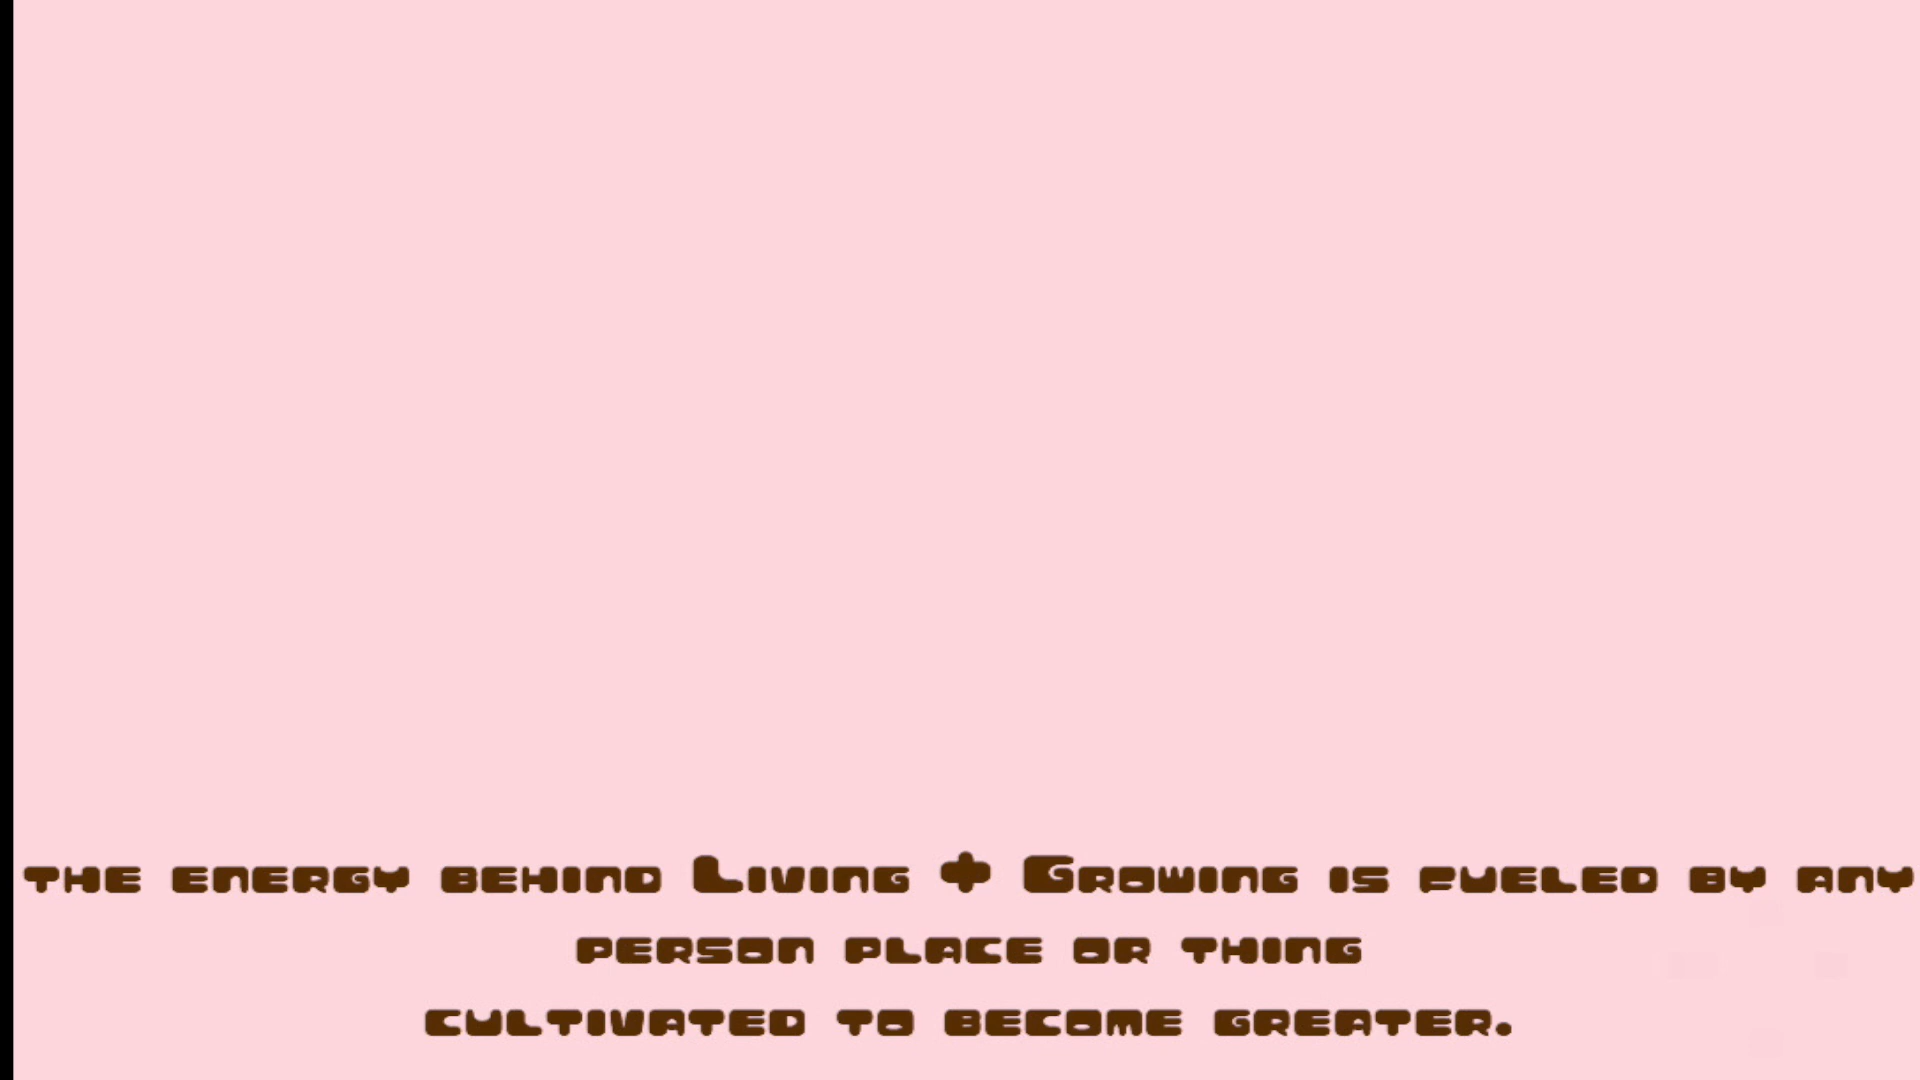 the energy behind Living + Growing is fueled by any
person place or thing
cultivated to become greater.